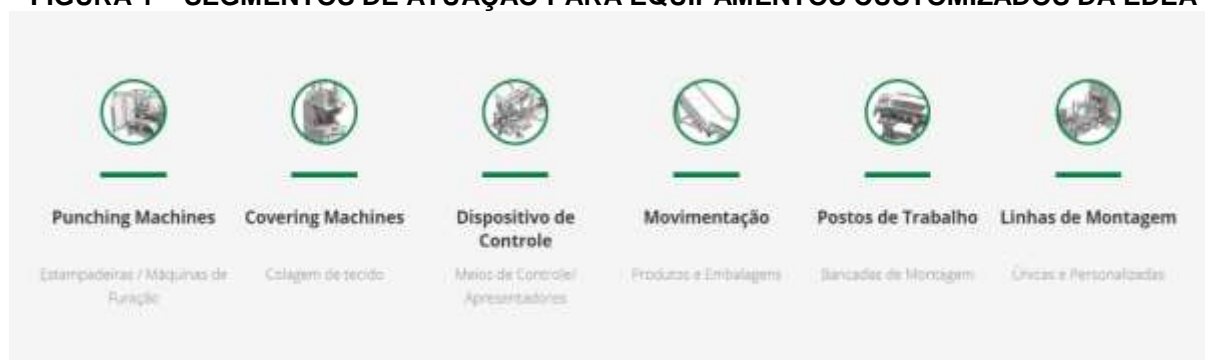 FIGURA 1 – SEGMENTOS DE ATUAÇÃO PARA EQUIPAMENTOS CUSTOMIZADOS DA EDEA
Punching Machines
Estampadeiras / Máquinas de
Furação
Covering Machines
Colagem de tecido
Dispositivo de
Controle
Meios de Controle/
Apresentadores
Movimentação
Produtos e Embalagens
Postos de Trabalho
Bancadas de Montagem
Linhas de Montagem
Únicas e Personalizadas